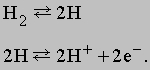 H₂ ⇄ 2H
2H ⇄ 2H⁺ + 2e⁻.